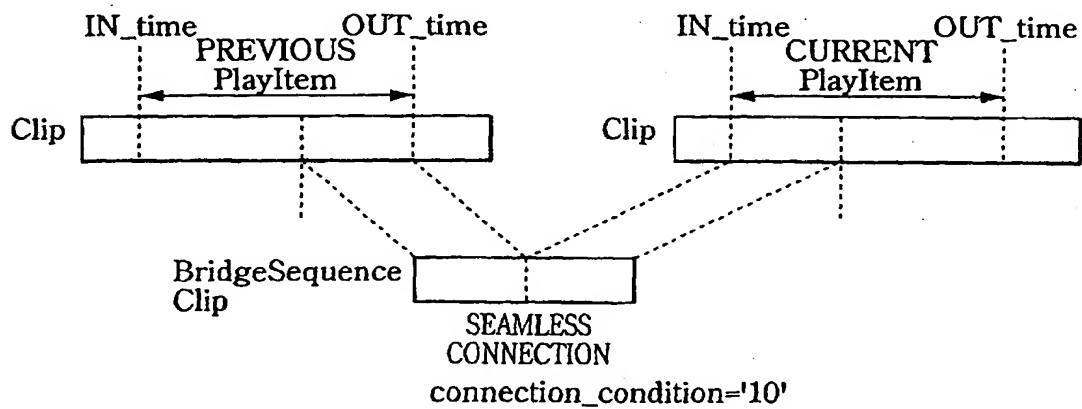 IN_time OUT_time IN_time OUT_time
PREVIOUS
PlayItem
CURRENT
PlayItem
Clip
Clip
BridgeSequence
Clip
SEAMLESS
CONNECTION
connection_condition='10'